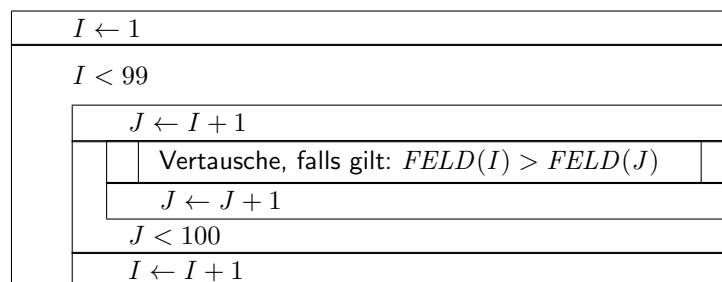 I ← 1
I < 99
J ← I + 1
Vertausche, falls gilt: FELD(I) > FELD(J)
J ← J + 1
J < 100
I ← I + 1